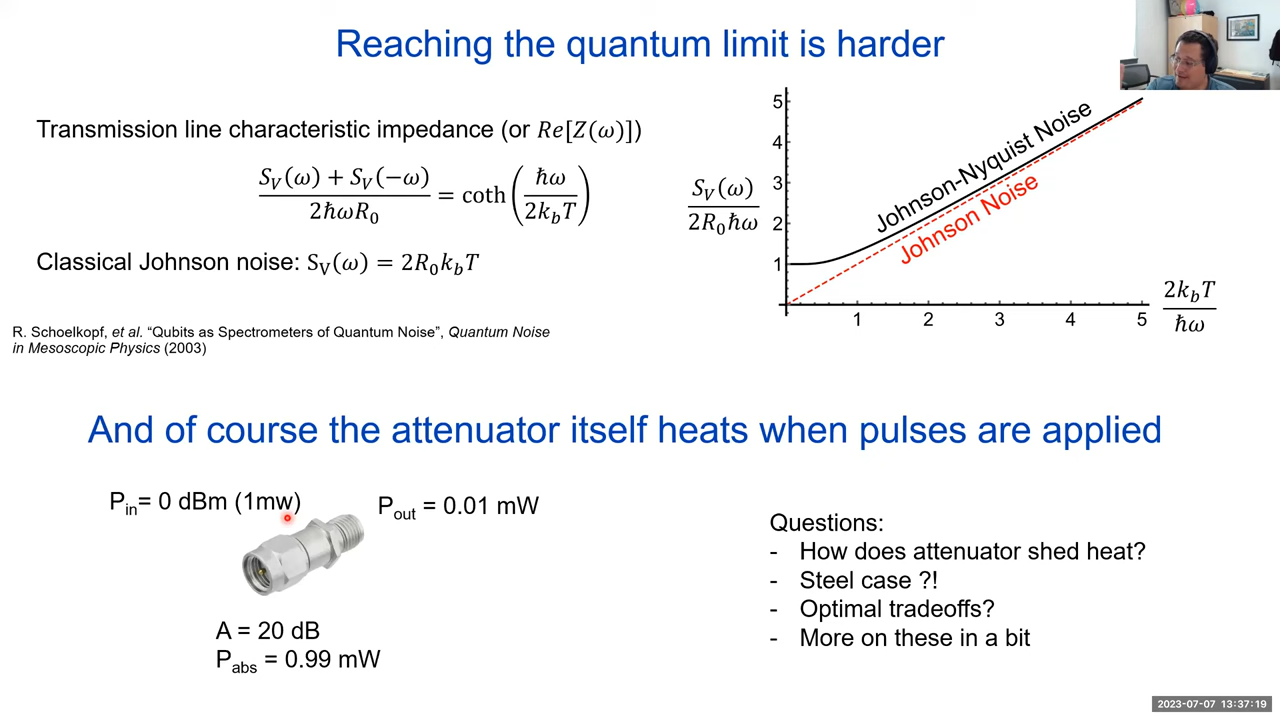 Reaching the quantum limit is harder
Transmission line characteristic impedance (or Re[Z(ω)])
(S_V(ω) + S_V(−ω)) / (2ℏωR_0) = coth(ℏω / (2k_bT))
Classical Johnson noise: S_V(ω) = 2R_0k_bT
R. Schoelkopf, et al. “Qubits as Spectrometers of Quantum Noise”, Quantum Noise
in Mesoscopic Physics (2003)
S_V(ω) / (2R_0ℏω)
5
4
3
2
1
Johnson-Nyquist Noise
Johnson Noise
1 2 3 4 5
2k_bT / ℏω
And of course the attenuator itself heats when pulses are applied
P_in= 0 dBm (1mw)
P_out = 0.01 mW
A = 20 dB
P_abs = 0.99 mW
Questions:
- How does attenuator shed heat?
- Steel case ?!
- Optimal tradeoffs?
- More on these in a bit
2023-07-07 13:37:19